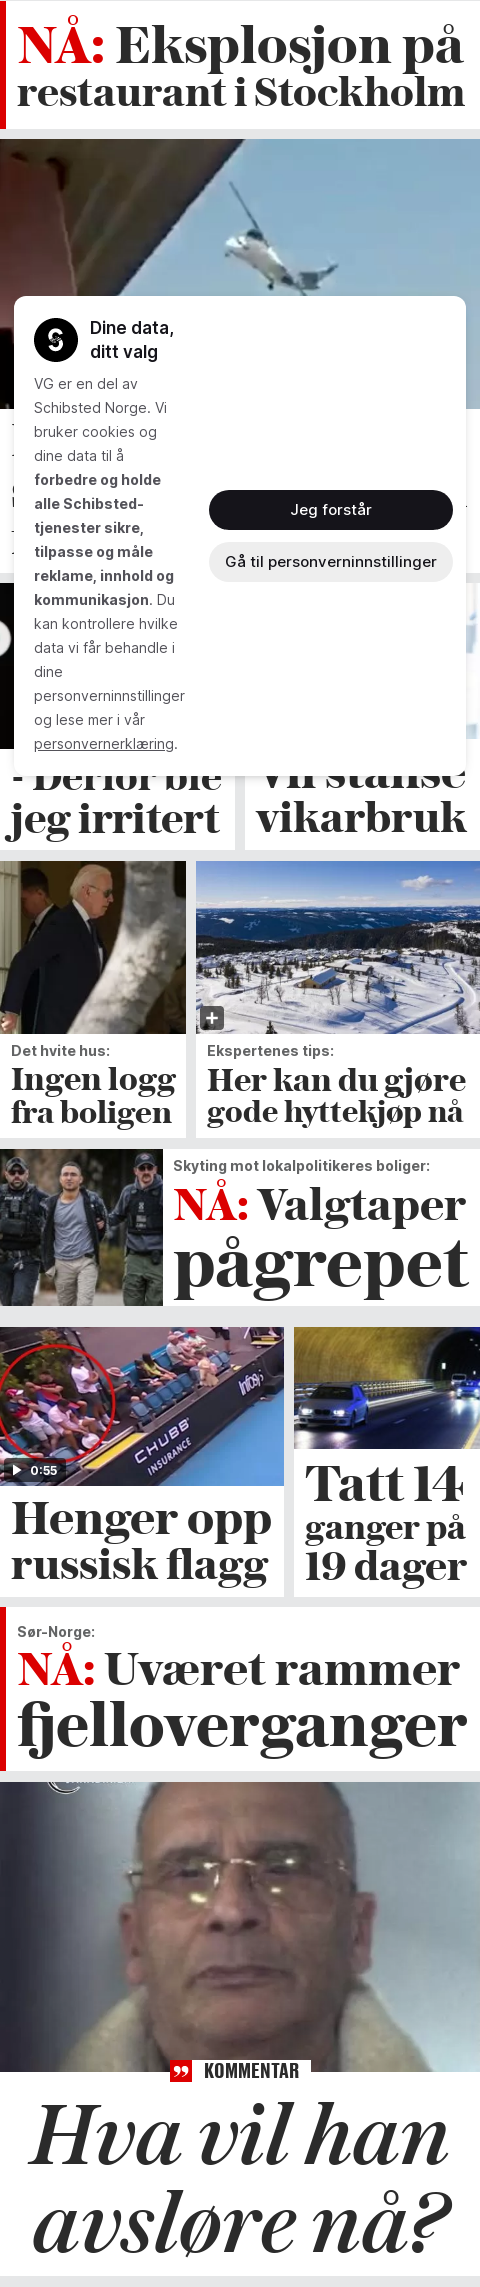 NÅ: Eksplosjon på
restaurant i Stockholm
Dine data,
ditt valg
VG er en del av
Schibsted Norge. Vi
bruker cookies og
dine data til å
forbedre og holde
alle Schibsted-
tjenester sikre,
tilpasse og måle
reklame, innhold og
kommunikasjon. Du
kan kontrollere hvilke
data vi får behandle i
dine
personverninnstillinger
og lese mer i vår
personvernerklæring.
Jeg forstår
Gå til personverninnstillinger
- Derfor ble
jeg irritert
Vil stanse
vikarbruk
Det hvite hus:
Ingen logg
fra boligen
Ekspertenes tips:
Her kan du gjøre
gode hyttekjøp nå
Skyting mot lokalpolitikeres boliger:
NÅ: Valgtaper
pågrepet
Infosys
CHUBB
INSURANCE
0:55
Henger opp
russisk flagg
Tatt 14
ganger på
19 dager
Sør-Norge:
NÅ: Uværet rammer
fjelloverganger
KOMMENTAR
Hva vil han
avsløre nå?